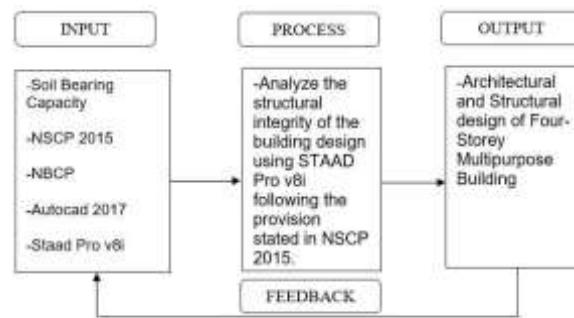 INPUT
PROCESS
OUTPUT
-Soil Bearing
Capacity
-NSCP 2015
-NBCP
-Autocad 2017
-Staad Pro v8i
-Analyze the
structural
integrity of the
building design
using STAAD
Pro v8i
following the
provision
stated in NSCP
2015.
-Architectural
and Structural
design of Four-
Storey
Multipurpose
Building
FEEDBACK